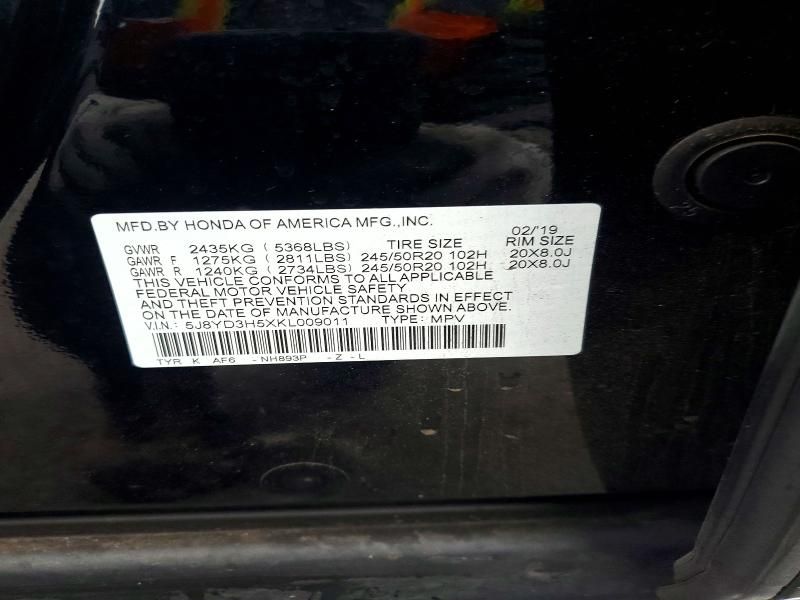 MFD.BY HONDA OF AMERICA MFG.,INC. 02/'19
GVWR 2435KG ( 5368LBS) TIRE SIZE RIM SIZE
GAWR F 1275KG ( 2811LBS) 245/50R20 102H 20X8.0J
GAWR R 1240KG ( 2734LBS) 245/50R20 102H 20X8.0J
THIS VEHICLE CONFORMS TO ALL APPLICABLE
FEDERAL MOTOR VEHICLE SAFETY
AND THEFT PREVENTION STANDARDS IN EFFECT
ON THE DATE OF MANUFACTURE SHOWN ABOVE.
V.I.N.: 5J8YD3H5XKL009011 TYPE: MPV
TYR K AF6 -NH893P -Z-L